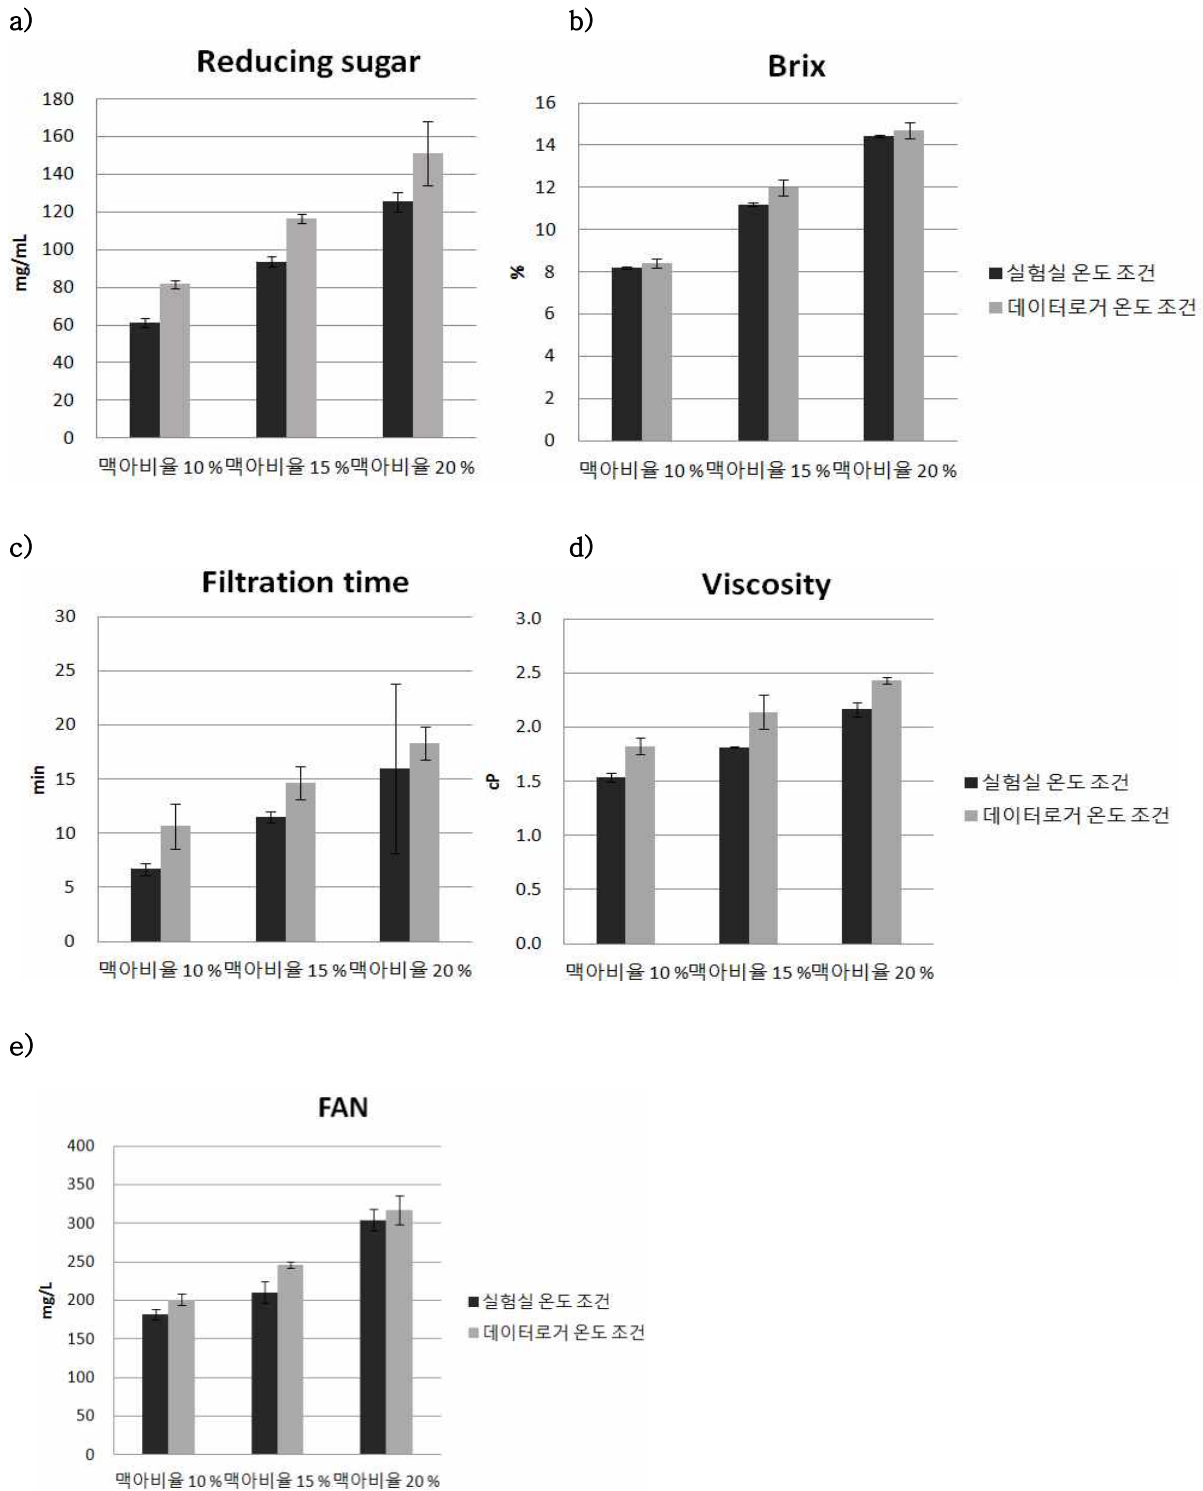 a)
Reducing sugar
180
160
140
120
100
80
60
40
20
0
mg/mL
맥아비율 10 % 맥아비율 15 % 맥아비율 20 %
b)
Brix
16
14
12
10
8
6
4
2
0
%
맥아비율 10 % 맥아비율 15 % 맥아비율 20 %
실험실 온도 조건
데이터로거 온도 조건
c)
Filtration time
30
25
20
15
10
5
0
min
맥아비율 10 % 맥아비율 15 % 맥아비율 20 %
d)
Viscosity
3.0
2.5
2.0
1.5
1.0
0.5
0.0
cP
맥아비율 10 % 맥아비율 15 % 맥아비율 20 %
실험실 온도 조건
데이터로거 온도 조건
e)
FAN
400
350
300
250
200
150
100
50
0
mg/L
맥아비율 10 % 맥아비율 15 % 맥아비율 20 %
실험실 온도 조건
데이터로거 온도 조건